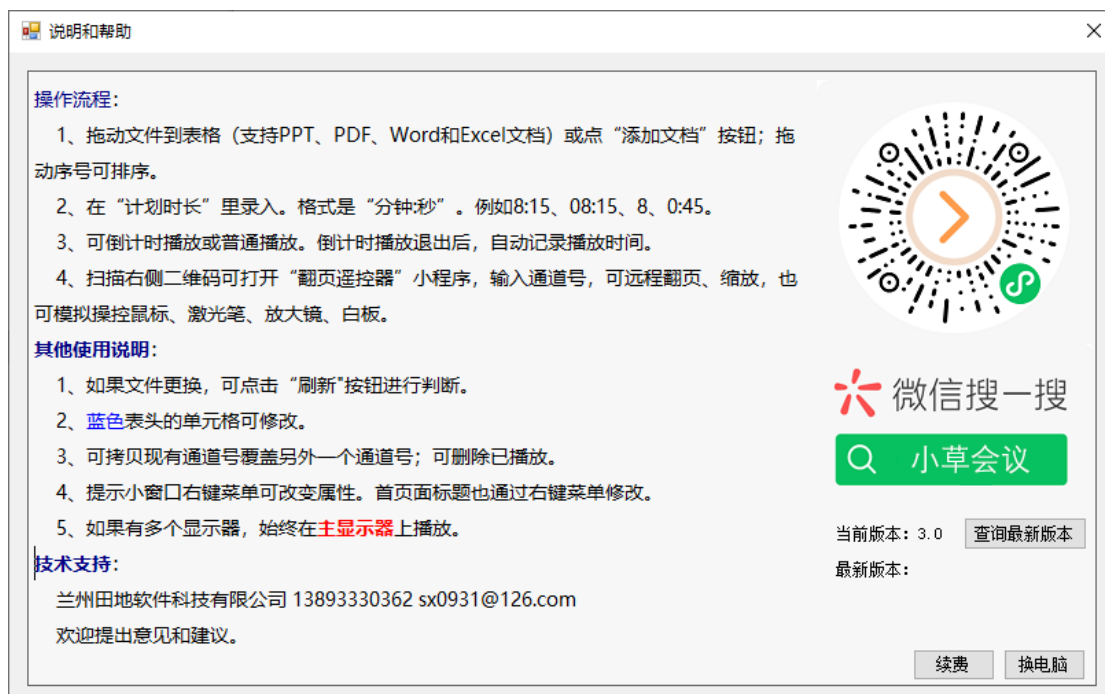 说明和帮助
操作流程：
1、拖动文件到表格（支持PPT、PDF、Word和Excel文档）或点“添加文档”按钮；拖
动序号可排序。
2、在“计划时长”里录入。格式是“分钟:秒”。例如8:15、08:15、8、0:45。
3、可倒计时播放或普通播放。倒计时播放退出后，自动记录播放时间。
4、扫描右侧二维码可打开“翻页遥控器”小程序，输入通道号，可远程翻页、缩放，也
可模拟操控鼠标、激光笔、放大镜、白板。
其他使用说明：
1、如果文件更换，可点击“刷新"按钮进行判断。
2、蓝色表头的单元格可修改。
3、可拷贝现有通道号覆盖另外一个通道号；可删除已播放。
4、提示小窗口右键菜单可改变属性。首页面标题也通过右键菜单修改。
5、如果有多个显示器，始终在主显示器上播放。
技术支持：
兰州田地软件科技有限公司 13893330362 sx0931@126.com
欢迎提出意见和建议。
微信搜一搜
小草会议
当前版本：3.0 查询最新版本
最新版本：
续费 换电脑